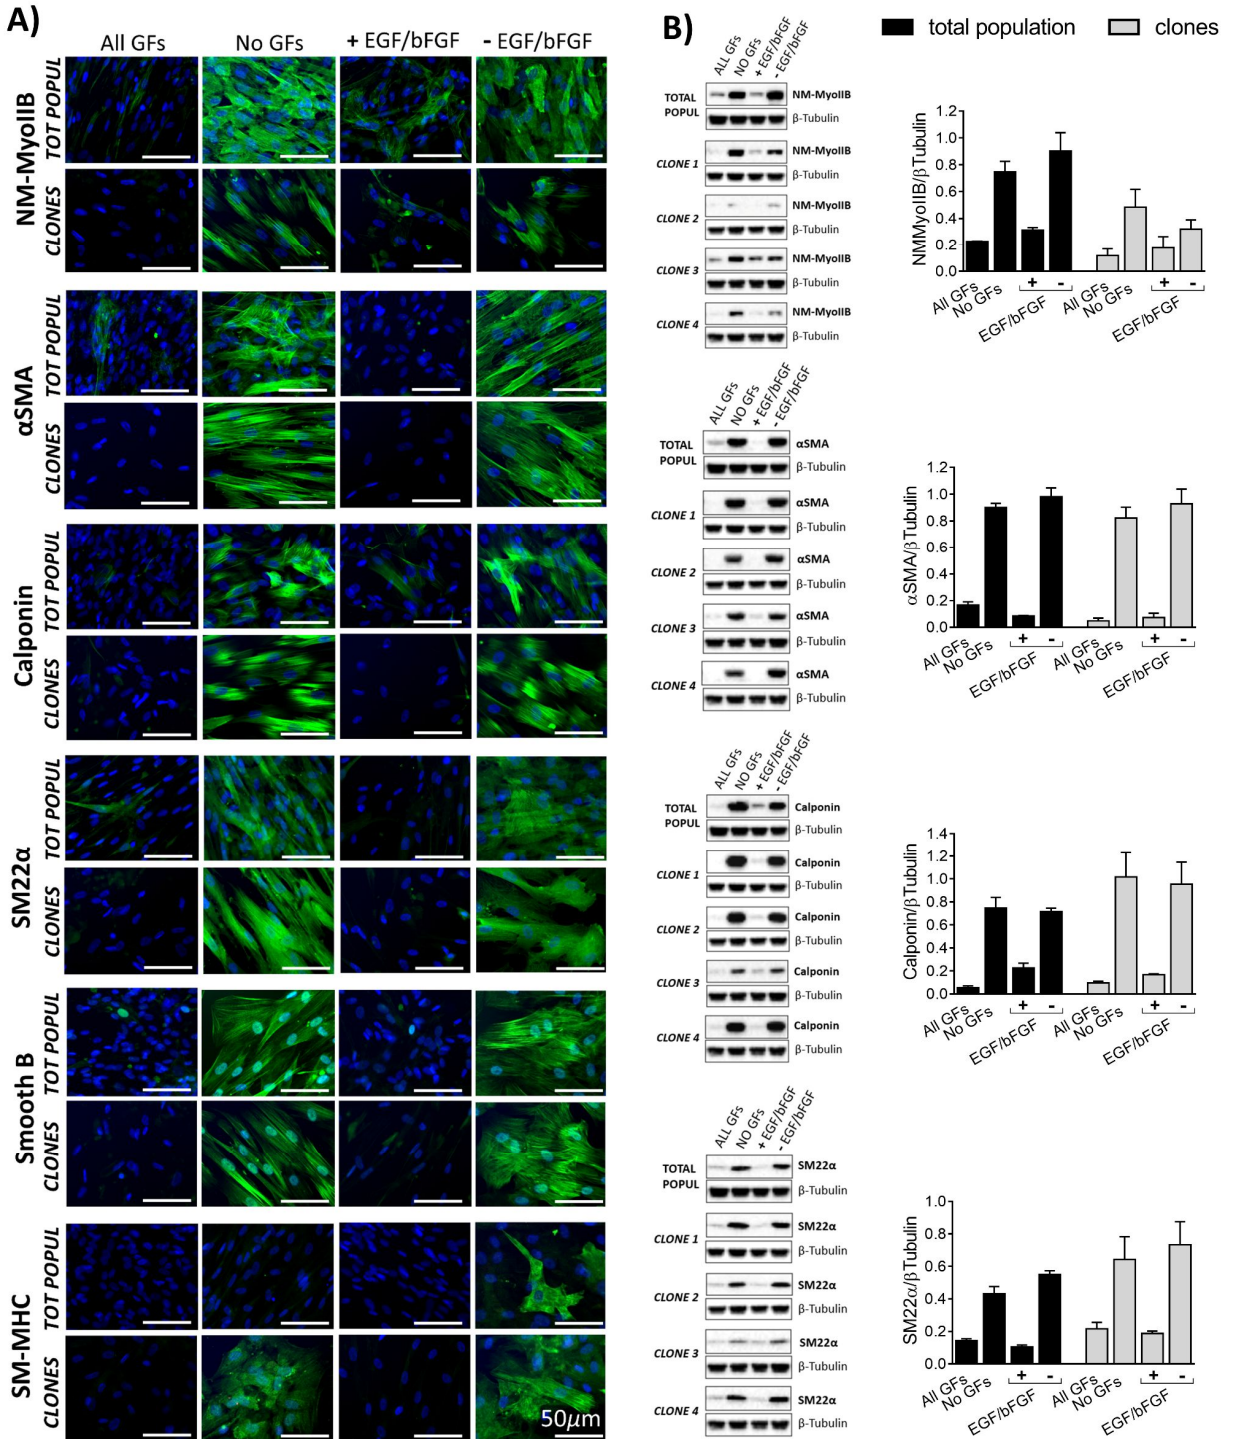 A)
All GFs No GFs + EGF/bFGF - EGF/bFGF
NM-MyoIIB
TOT POPUL
CLONES
αSMA
TOT POPUL
CLONES
Calponin
TOT POPUL
CLONES
SM22α
TOT POPUL
CLONES
Smooth B
TOT POPUL
CLONES
SM-MHC
TOT POPUL
CLONES
50µm
B)
total population clones
ALL GFs NO GFs + EGF/bFGF - EGF/bFGF
TOTAL POPUL NM-MyoIIB
β-Tubulin
CLONE 1 NM-MyoIIB
β-Tubulin
CLONE 2 NM-MyoIIB
β-Tubulin
CLONE 3 NM-MyoIIB
β-Tubulin
CLONE 4 NM-MyoIIB
β-Tubulin
NMMyoIIB/βTubulin
1.2
1.0
0.8
0.6
0.4
0.2
0.0
All GFs No GFs + - All GFs No GFs + -
EGF/bFGF EGF/bFGF
ALL GFs NO GFs + EGF/bFGF - EGF/bFGF
TOTAL POPUL αSMA
β-Tubulin
CLONE 1 αSMA
β-Tubulin
CLONE 2 αSMA
β-Tubulin
CLONE 3 αSMA
β-Tubulin
CLONE 4 αSMA
β-Tubulin
αSMA/βTubulin
1.2
1.0
0.8
0.6
0.4
0.2
0.0
All GFs No GFs + - All GFs No GFs + -
EGF/bFGF EGF/bFGF
ALL GFs NO GFs + EGF/bFGF - EGF/bFGF
TOTAL POPUL Calponin
β-Tubulin
CLONE 1 Calponin
β-Tubulin
CLONE 2 Calponin
β-Tubulin
CLONE 3 Calponin
β-Tubulin
CLONE 4 Calponin
β-Tubulin
Calponin/βTubulin
1.4
1.2
1.0
0.8
0.6
0.4
0.2
0.0
All GFs No GFs + - All GFs No GFs + -
EGF/bFGF EGF/bFGF
ALL GFs NO GFs + EGF/bFGF - EGF/bFGF
TOTAL POPUL SM22α
β-Tubulin
CLONE 1 SM22α
β-Tubulin
CLONE 2 SM22α
β-Tubulin
CLONE 3 SM22α
β-Tubulin
CLONE 4 SM22α
β-Tubulin
SM22α/βTubulin
1.0
0.8
0.6
0.4
0.2
0.0
All GFs No GFs + - All GFs No GFs + -
EGF/bFGF EGF/bFGF